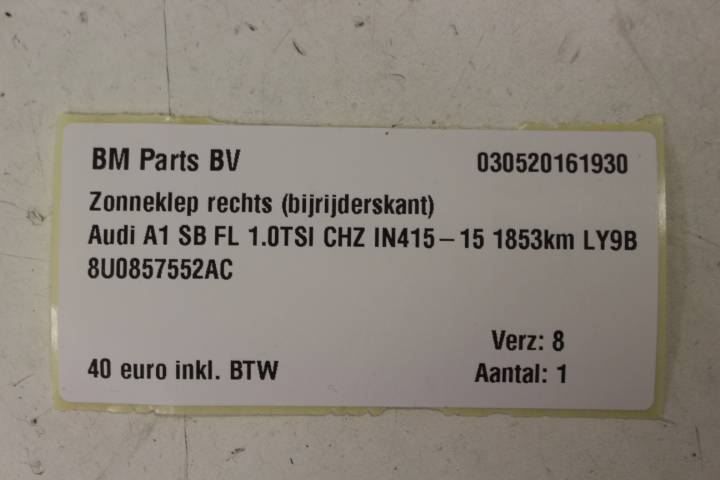 BM Parts BV 030520161930
Zonneklep rechts (bijrijderskant)
Audi A1 SB FL 1.0TSI CHZ IN415-15 1853km LY9B
8U0857552AC
Verz: 8
40 euro inkl. BTW Aantal: 1